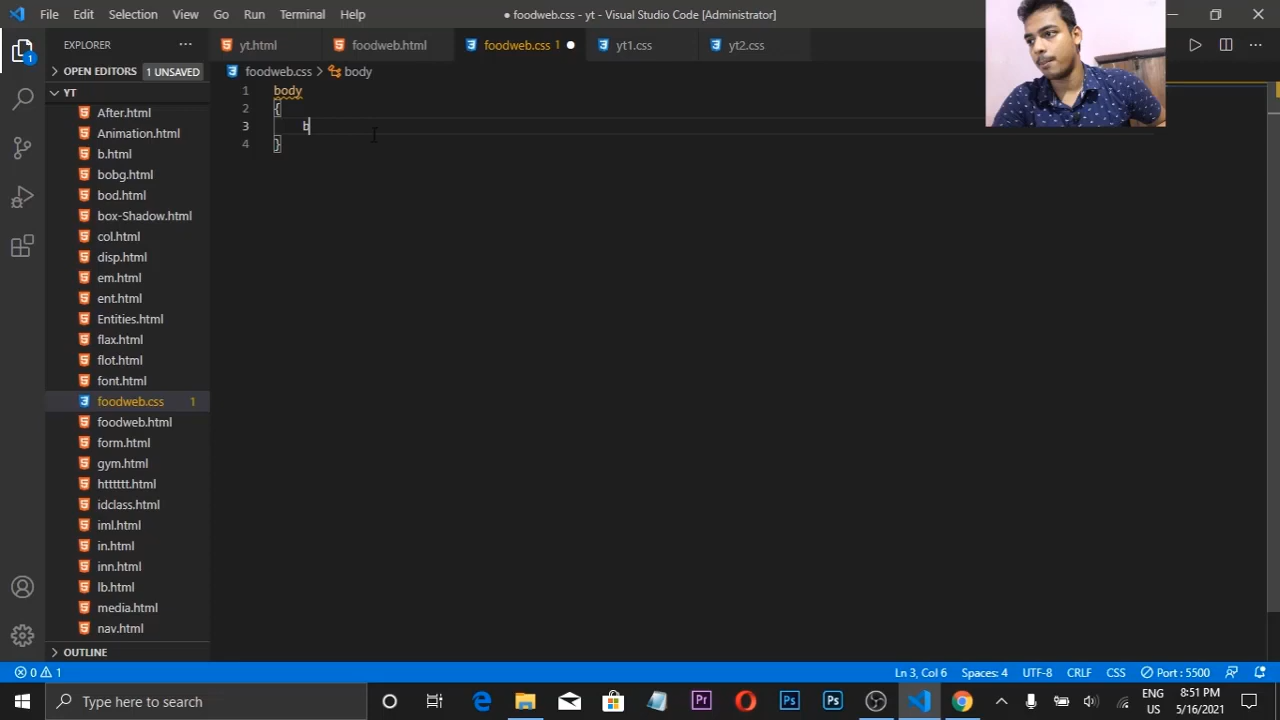 File Edit Selection View Go Run Terminal Help
● foodweb.css - yt - Visual Studio Code [Administrator]
EXPLORER ···
yt.html foodweb.html foodweb.css 1 ● yt1.css yt2.css
OPEN EDITORS 1 UNSAVED
foodweb.css > body
YT
1 body
2 {
3 b
4 }
After.html
Animation.html
b.html
bobg.html
bod.html
box-Shadow.html
col.html
disp.html
em.html
ent.html
Entities.html
flax.html
flot.html
font.html
foodweb.css 1
foodweb.html
form.html
gym.html
httttt.html
idclass.html
iml.html
in.html
inn.html
lb.html
media.html
nav.html
OUTLINE
1
0 1 Ln 3, Col 6 Spaces: 4 UTF-8 CRLF CSS Port : 5500
Type here to search
Pr Ps Ps
ENG 8:51 PM
US 5/16/2021